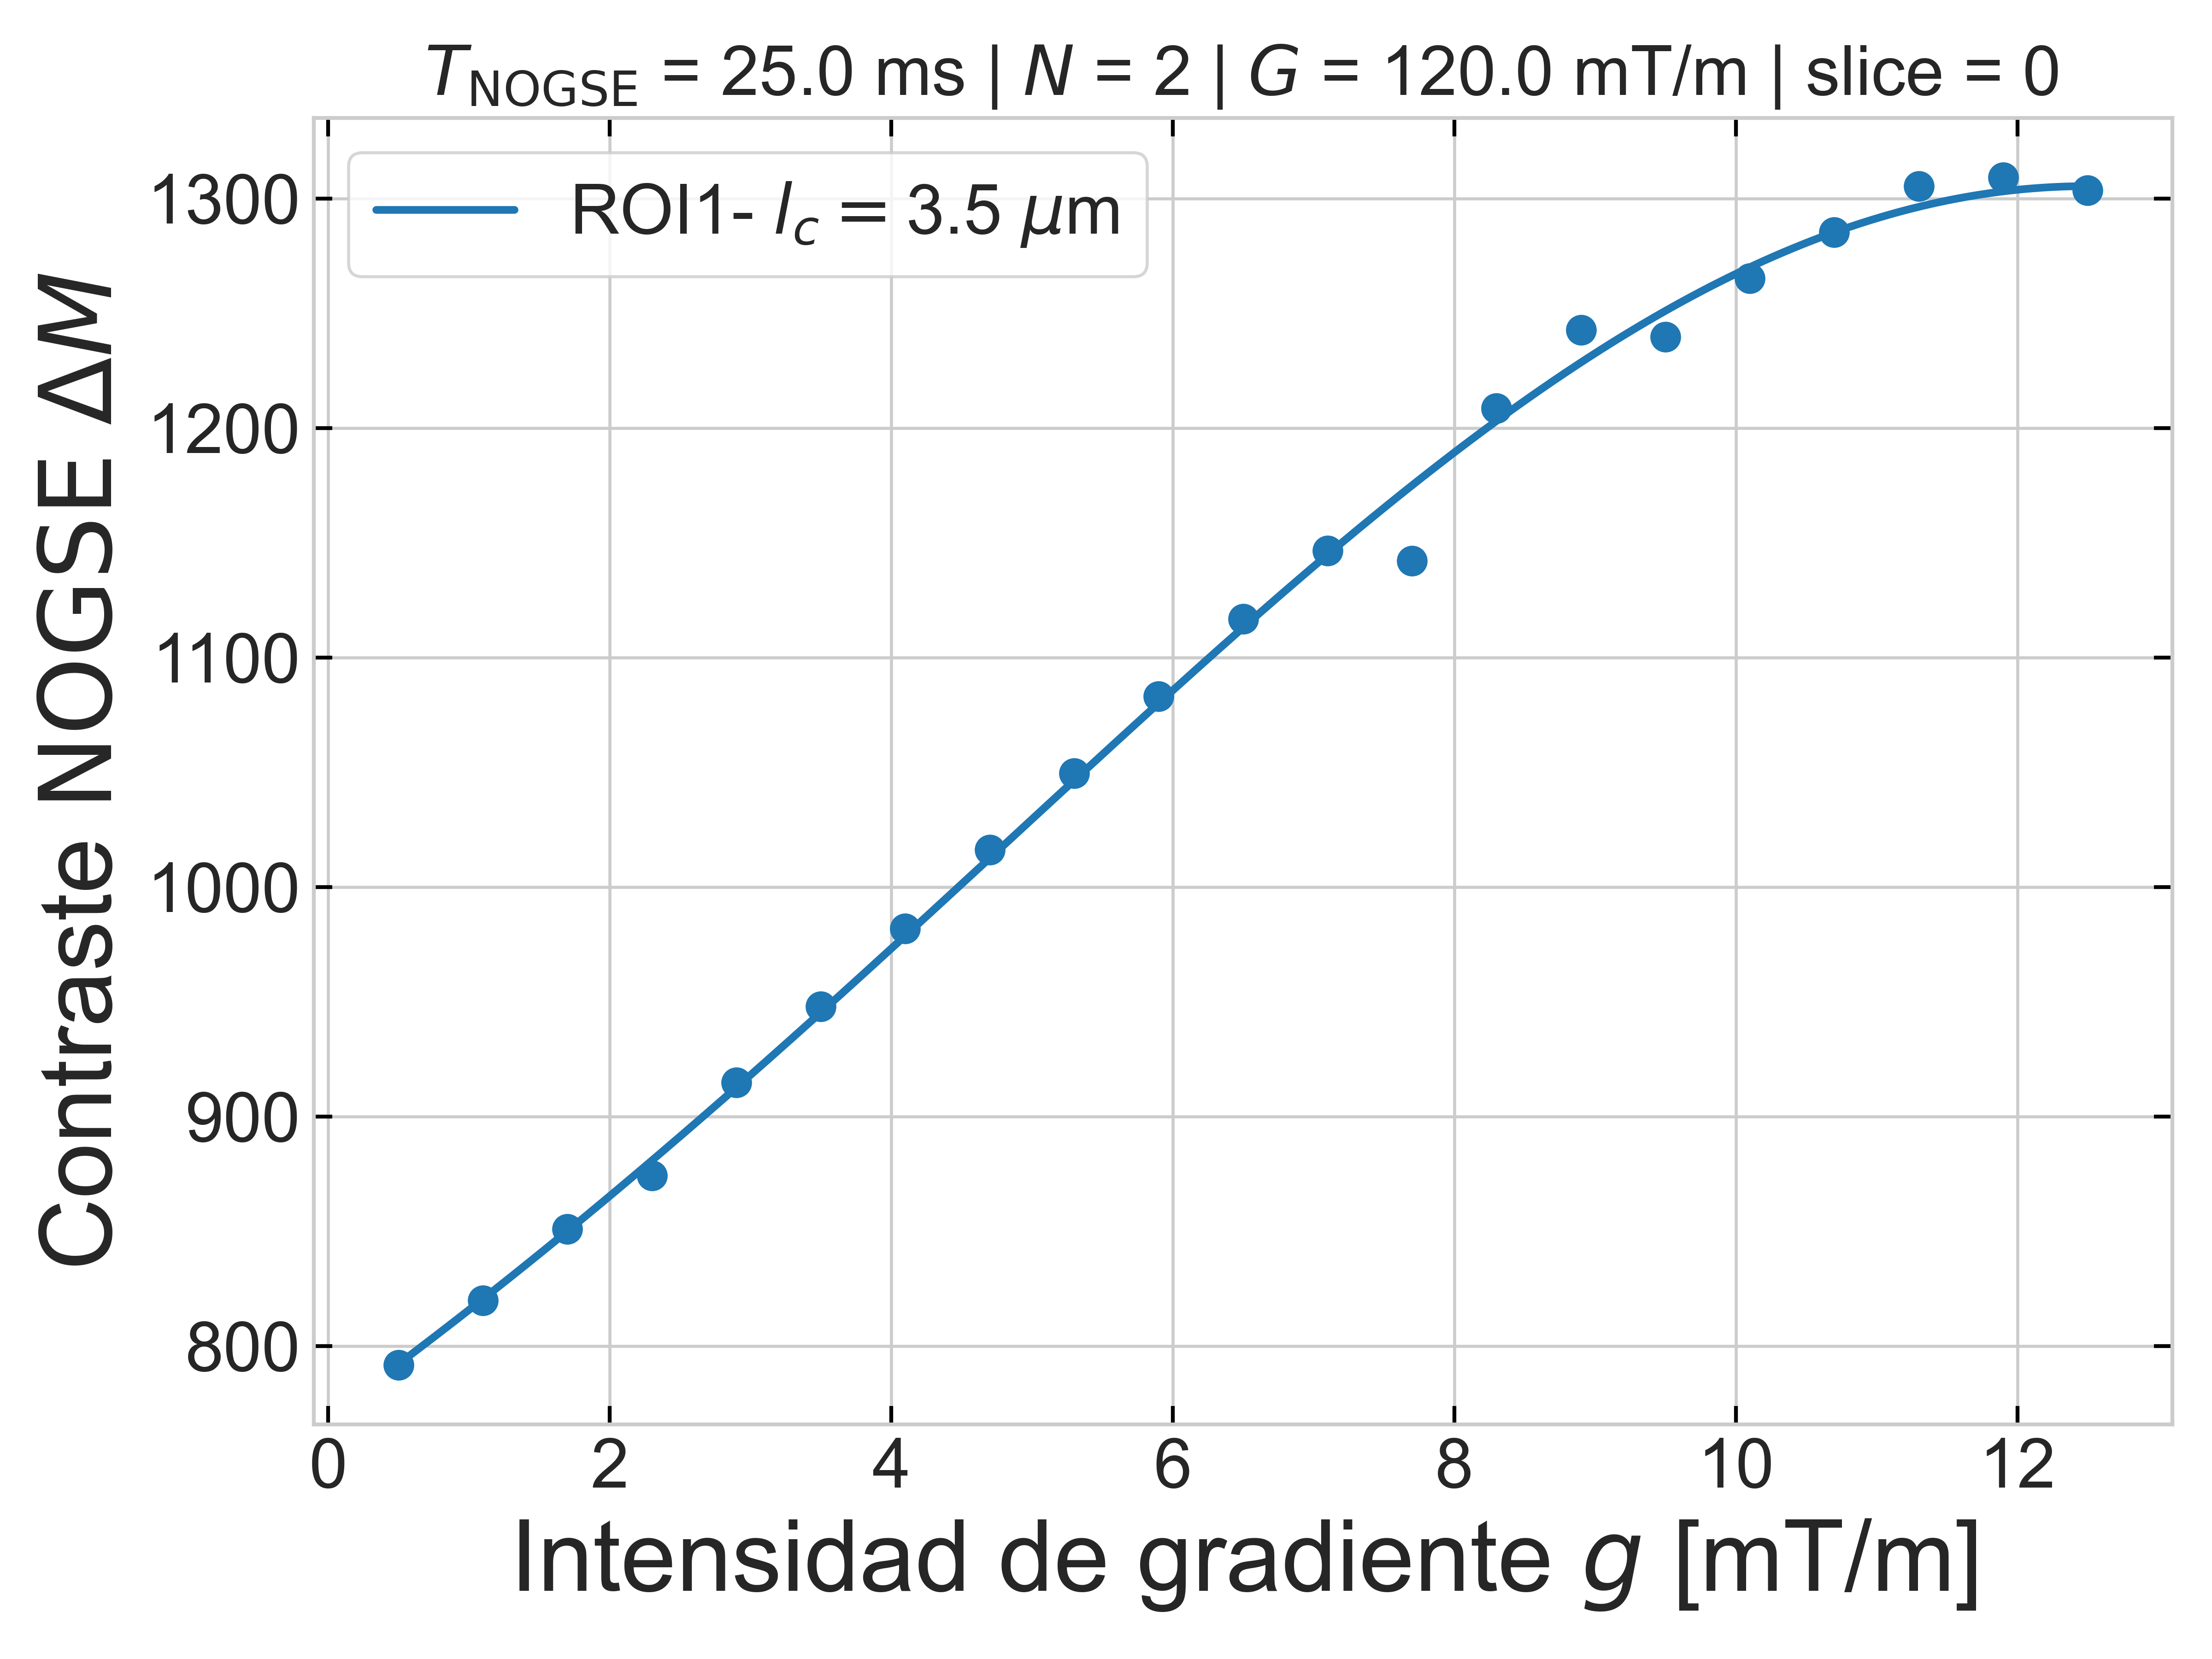 T_NOGSE = 25.0 ms | N = 2 | G = 120.0 mT/m | slice = 0
ROI1- l_c = 3.5 μm
Contraste NOGSE ΔM
1300
1200
1100
1000
900
800
0 2 4 6 8 10 12
Intensidad de gradiente g [mT/m]